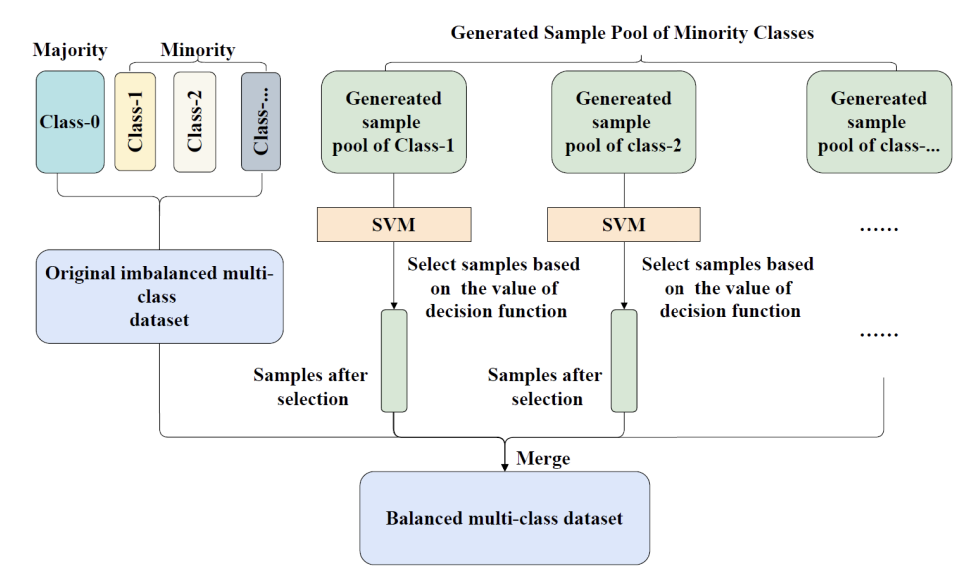 Generated Sample Pool of Minority Classes
Majority
Minority
Class-0
Class-1
Class-2
Class-...
Genereated
sample
pool of Class-1
Genereated
sample
pool of class-2
Generated
sample
pool of class-...
SVM
SVM
......
Original imbalanced multi-
class
dataset
Select samples based
on the value of
decision function
Select samples based
on the value of
decision function
......
Samples after
selection
Samples after
selection
Merge
Balanced multi-class dataset